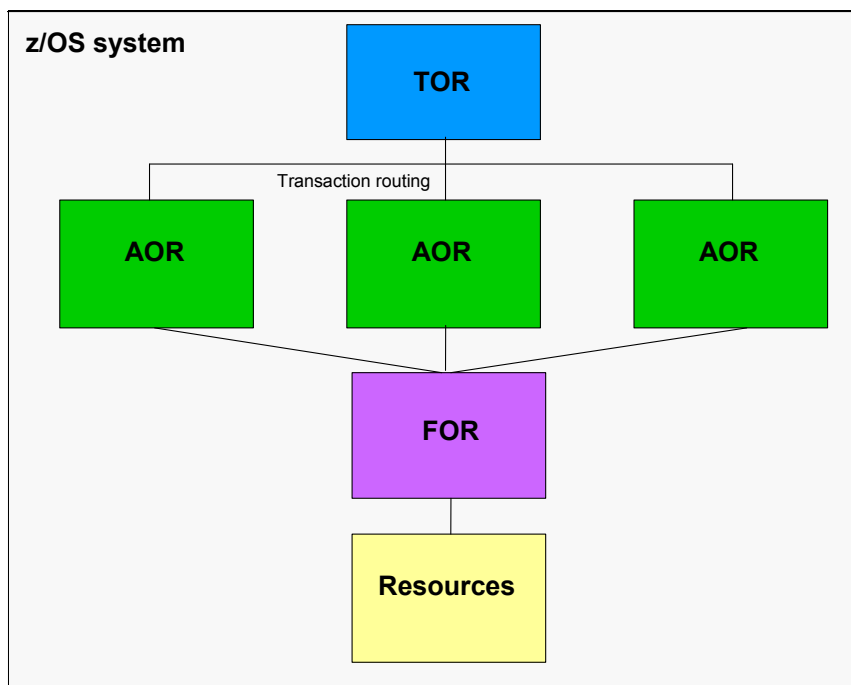 z/OS system
TOR
Transaction routing
AOR
AOR
AOR
FOR
Resources